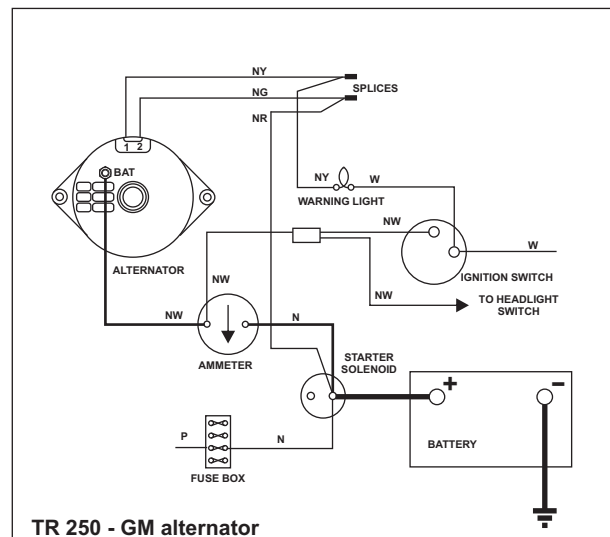 NY
SPLICES
NG
NR
1 2
BAT
NY
W
WARNING LIGHT
NW
W
ALTERNATOR
IGNITION SWITCH
NW
NW
TO HEADLIGHT
SWITCH
NW
N
AMMETER
STARTER
SOLENOID
+
-
P
N
BATTERY
FUSE BOX
TR 250 - GM alternator